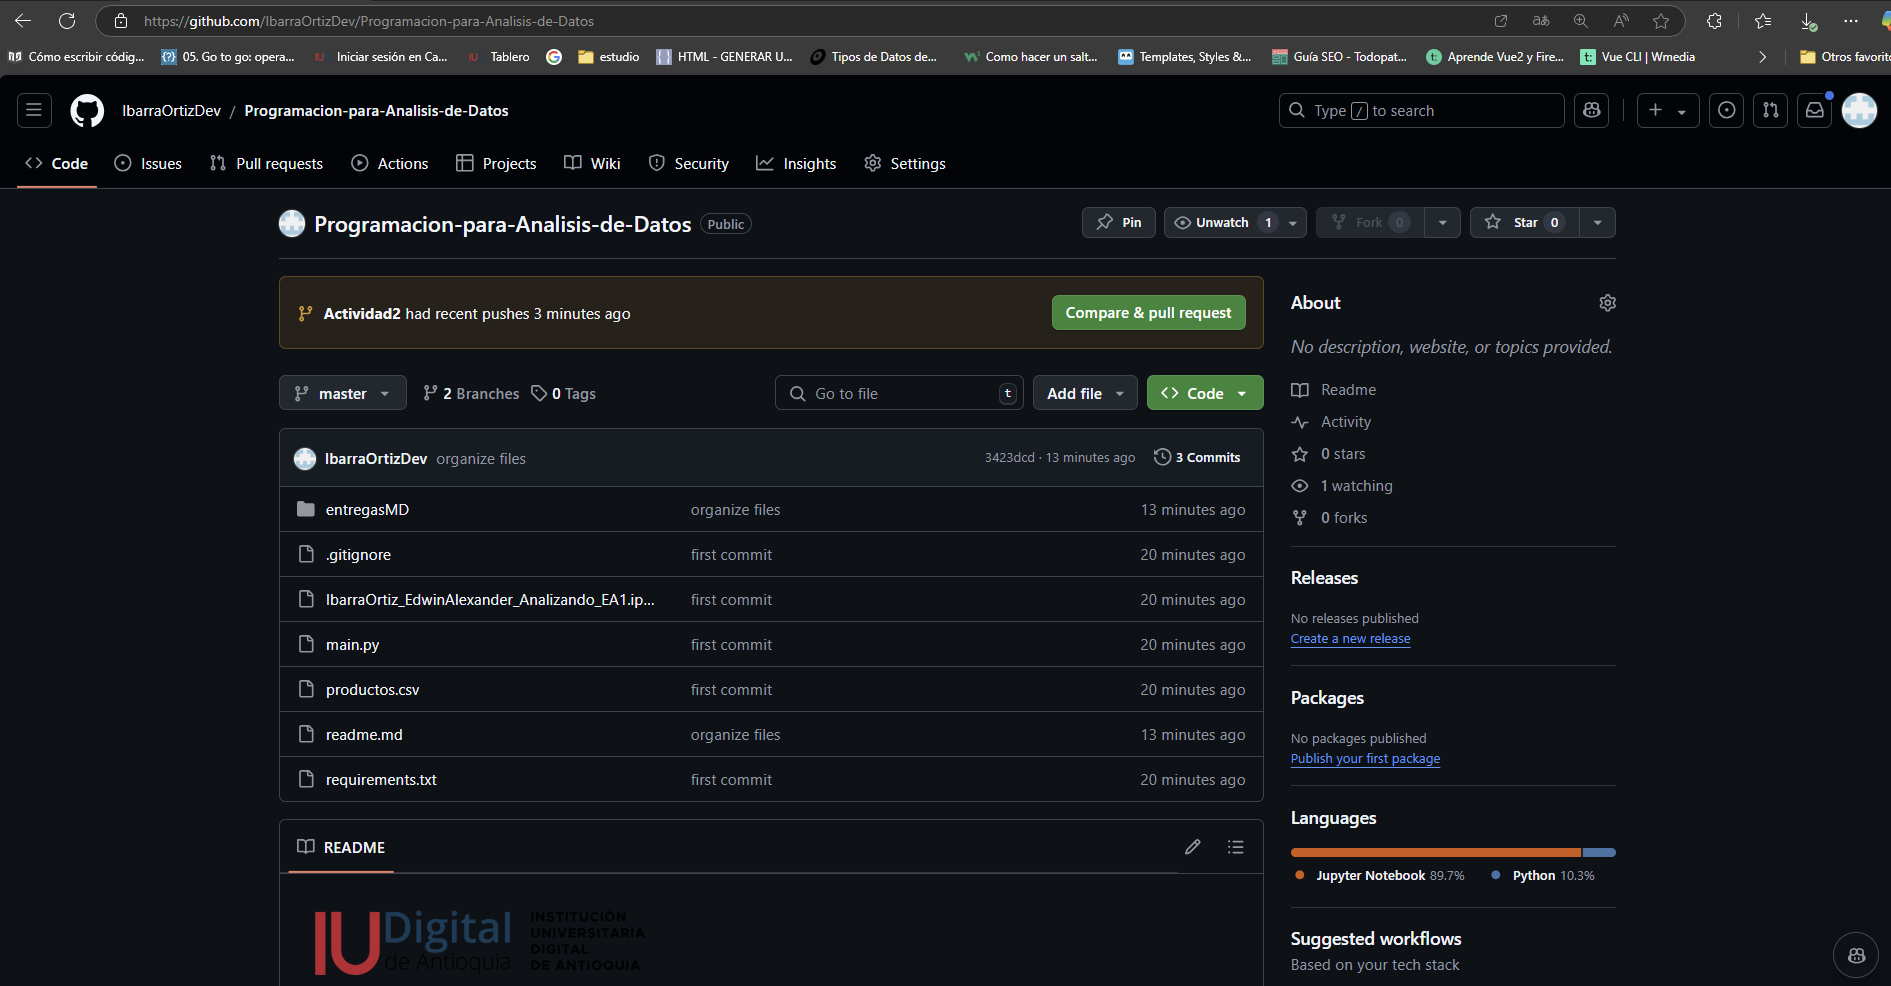 https://github.com/IbarraOrtizDev/Programacion-para-Analisis-de-Datos
Cómo escribir códig... 05. Go to go: opera... Iniciar sesión en Ca... Tablero estudio HTML - GENERAR U... Tipos de Datos de... Como hacer un salt... Templates, Styles &... Guía SEO - Todopat... Aprende Vue2 y Fire... Vue CLI | Wmedia Otros favorito
IbarraOrtizDev / Programacion-para-Analisis-de-Datos Type / to search
Code Issues Pull requests Actions Projects Wiki Security Insights Settings
Programacion-para-Analisis-de-Datos Public Pin Unwatch 1 Fork 0 Star 0
Actividad2 had recent pushes 3 minutes ago Compare & pull request
master 2 Branches 0 Tags Go to file t Add file Code
IbarraOrtizDev organize files 3423dcd · 13 minutes ago 3 Commits
entregasMD organize files 13 minutes ago
.gitignore first commit 20 minutes ago
IbarraOrtiz_EdwinAlexander_Analizando_EA1.ip... first commit 20 minutes ago
main.py first commit 20 minutes ago
productos.csv first commit 20 minutes ago
readme.md organize files 13 minutes ago
requirements.txt first commit 20 minutes ago
README
IUDigital
de Antioquia
INSTITUCIÓN
UNIVERSITARIA
DIGITAL
DE ANTIOQUIA
About
No description, website, or topics provided.
Readme
Activity
0 stars
1 watching
0 forks
Releases
No releases published
Create a new release
Packages
No packages published
Publish your first package
Languages
Jupyter Notebook 89.7% Python 10.3%
Suggested workflows
Based on your tech stack